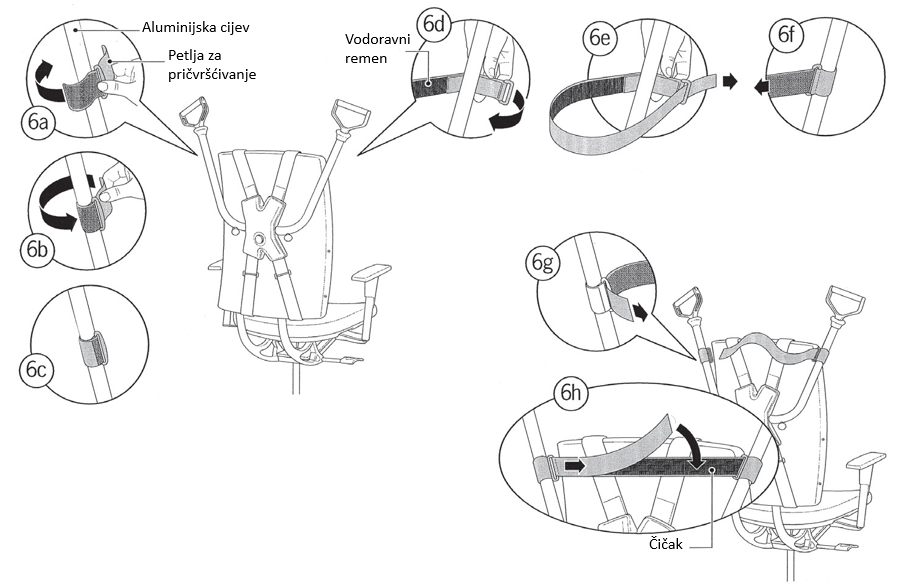 Aluminijska cijev
Petlja za
pričvršćivanje
6a
6b
6c
Vodoravni
remen
6d
6e
6f
6g
6h
Čičak